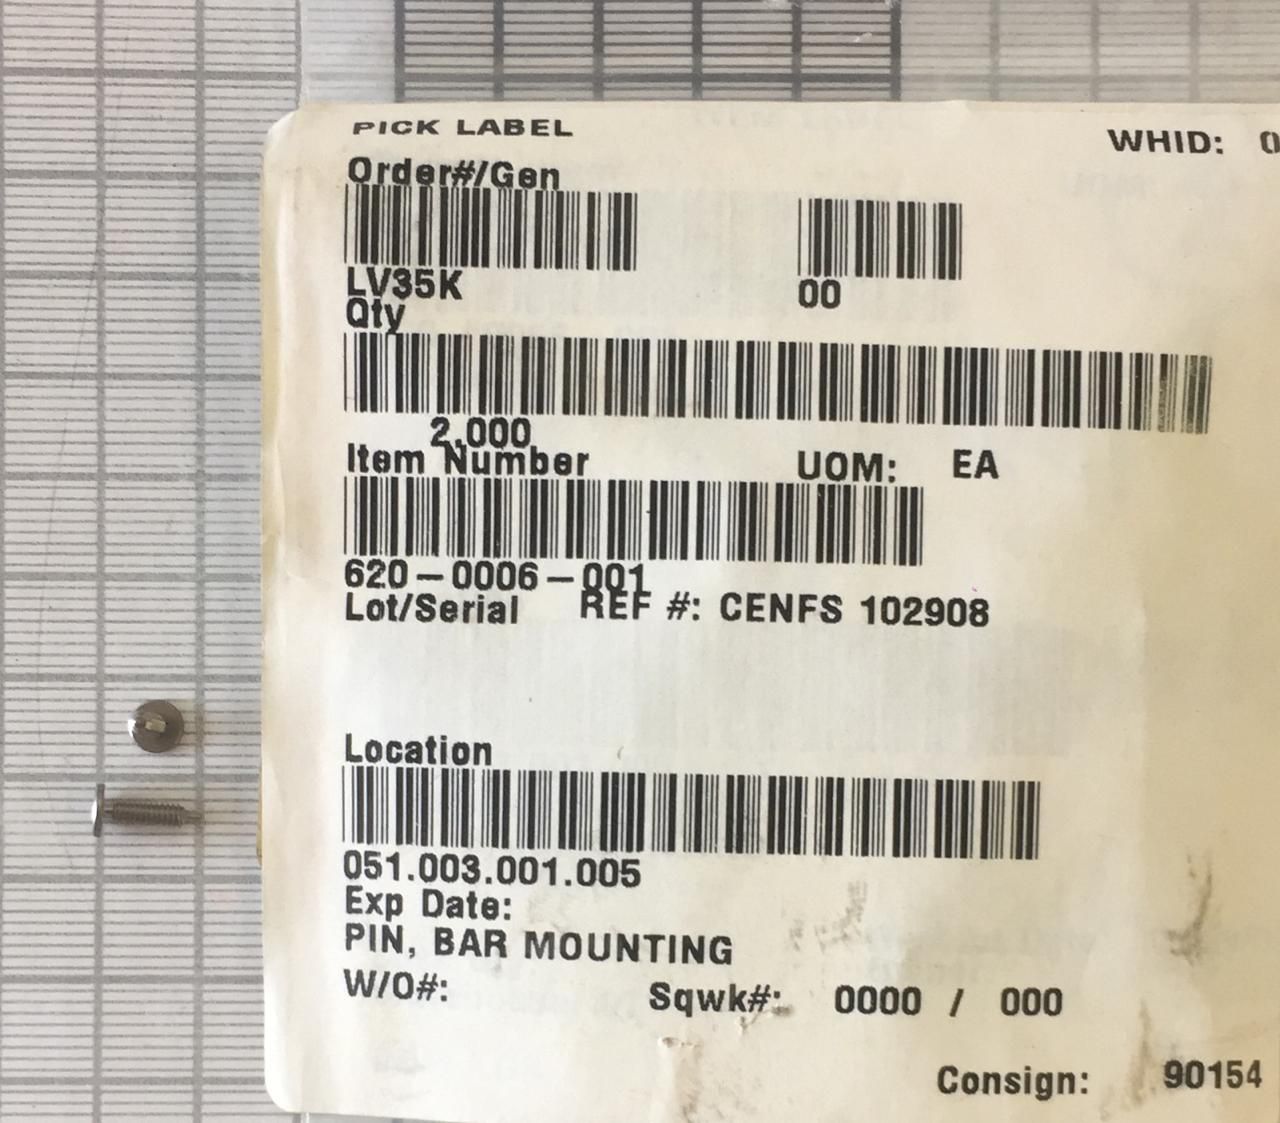 PICK LABEL
WHID: 0
Order#/Gen
LV35K 00
Qty
2,000
Item Number UOM: EA
620-0006-001
Lot/Serial REF #: CENFS 102908
Location
051.003.001.005
Exp Date:
PIN, BAR MOUNTING
W/O#: Sqwk#: 0000 / 000
Consign: 90154